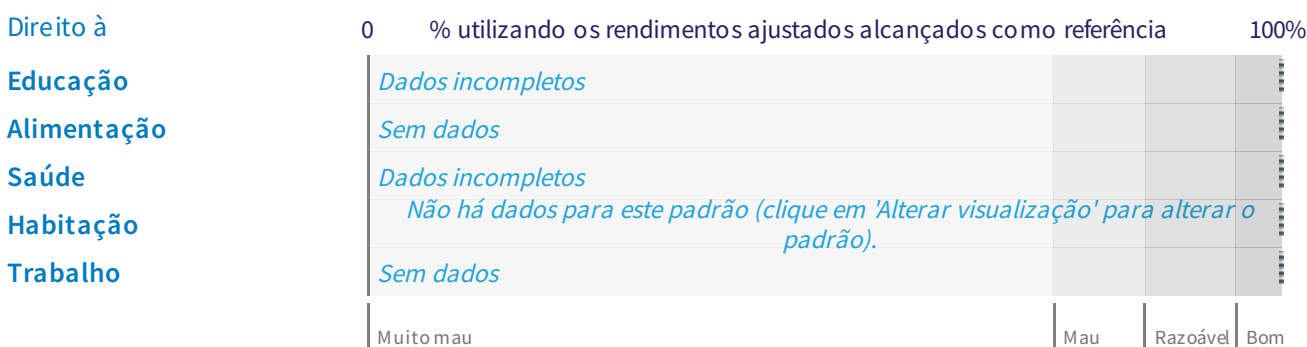 Direito à
0 % utilizando os rendimentos ajustados alcançados como referência 100%
Educação Dados incompletos
Alimentação Sem dados
Saúde Dados incompletos
Habitação Não há dados para este padrão (clique em 'Alterar visualização' para alterar o
padrão).
Trabalho Sem dados
Muito mau Mau Razoável Bom